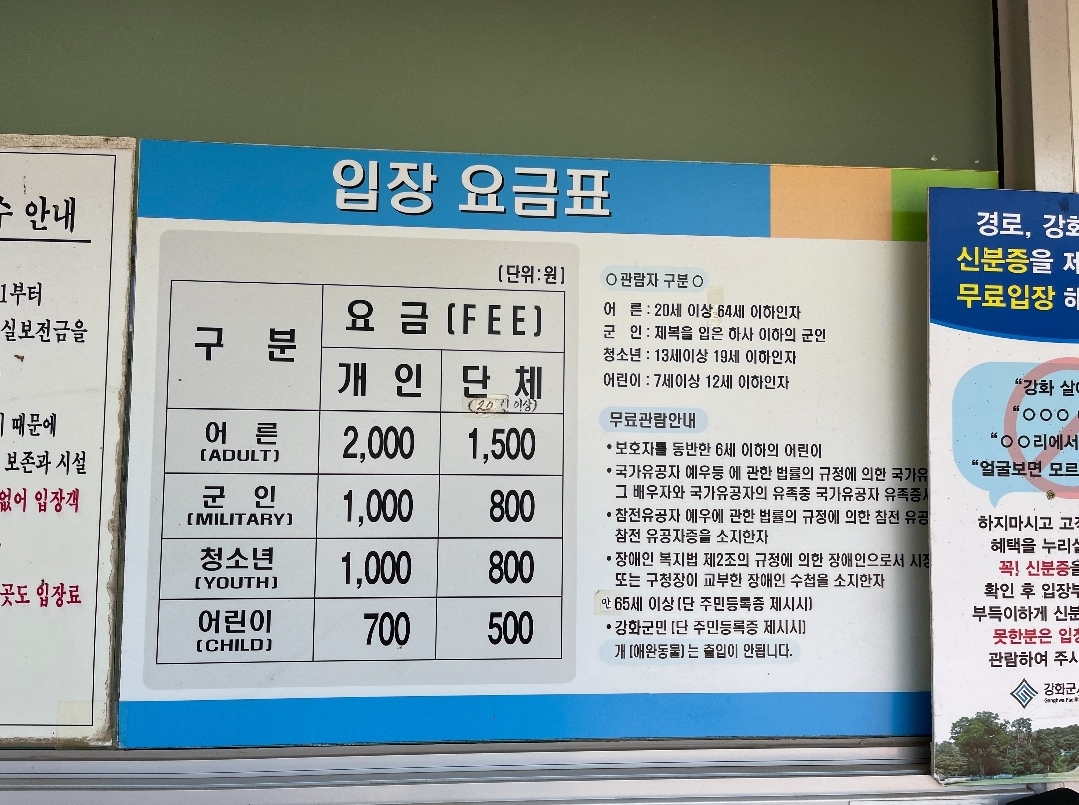 안내
1부터
실보전금을
때문에
보존과 시설
없어 입장객
곳도 입장료
입장 요금표
(단위:원)
구 분
요 금 (FEE)
개 인
단 체
(20인 이상)
어 른
(ADULT)
2,000
1,500
군 인
(MILITARY)
1,000
800
청소년
(YOUTH)
1,000
800
어린이
(CHILD)
700
500
○ 관람자 구분 ○
어 른 : 20세 이상 64세 이하인자
군 인 : 제복을 입은 하사 이하의 군인
청소년 : 13세이상 19세 이하인자
어린이 : 7세이상 12세 이하인자
무료관람안내
• 보호자를 동반한 6세 이하의 어린이
• 국가유공자 예우등 에 관한 법률의 규정에 의한 국가유
그 배우자와 국가유공자의 유족중 국가유공자 유족증
• 참전유공자 예우에 관한 법률의 규정에 의한 참전 유공
참전 유공자증을 소지한자
• 장애인 복지법 제2조의 규정에 의한 장애인으로서 시장
또는 구청장이 교부한 장애인 수첩을 소지한자
만 65세 이상 (단 주민등록증 제시시)
• 강화군민 (단 주민등록증 제시시)
개 (애완동물)는 출입이 안됩니다.
경로, 강화
신분증을 제
무료입장
"강화 살
"○○○
"○○리에서
"얼굴보면 모르
하지마시고
혜택을 누리실
꼭! 신분증을
확인 후 입장
부득이하게 신분
못한분은 입장
관람하여 주시
강화군